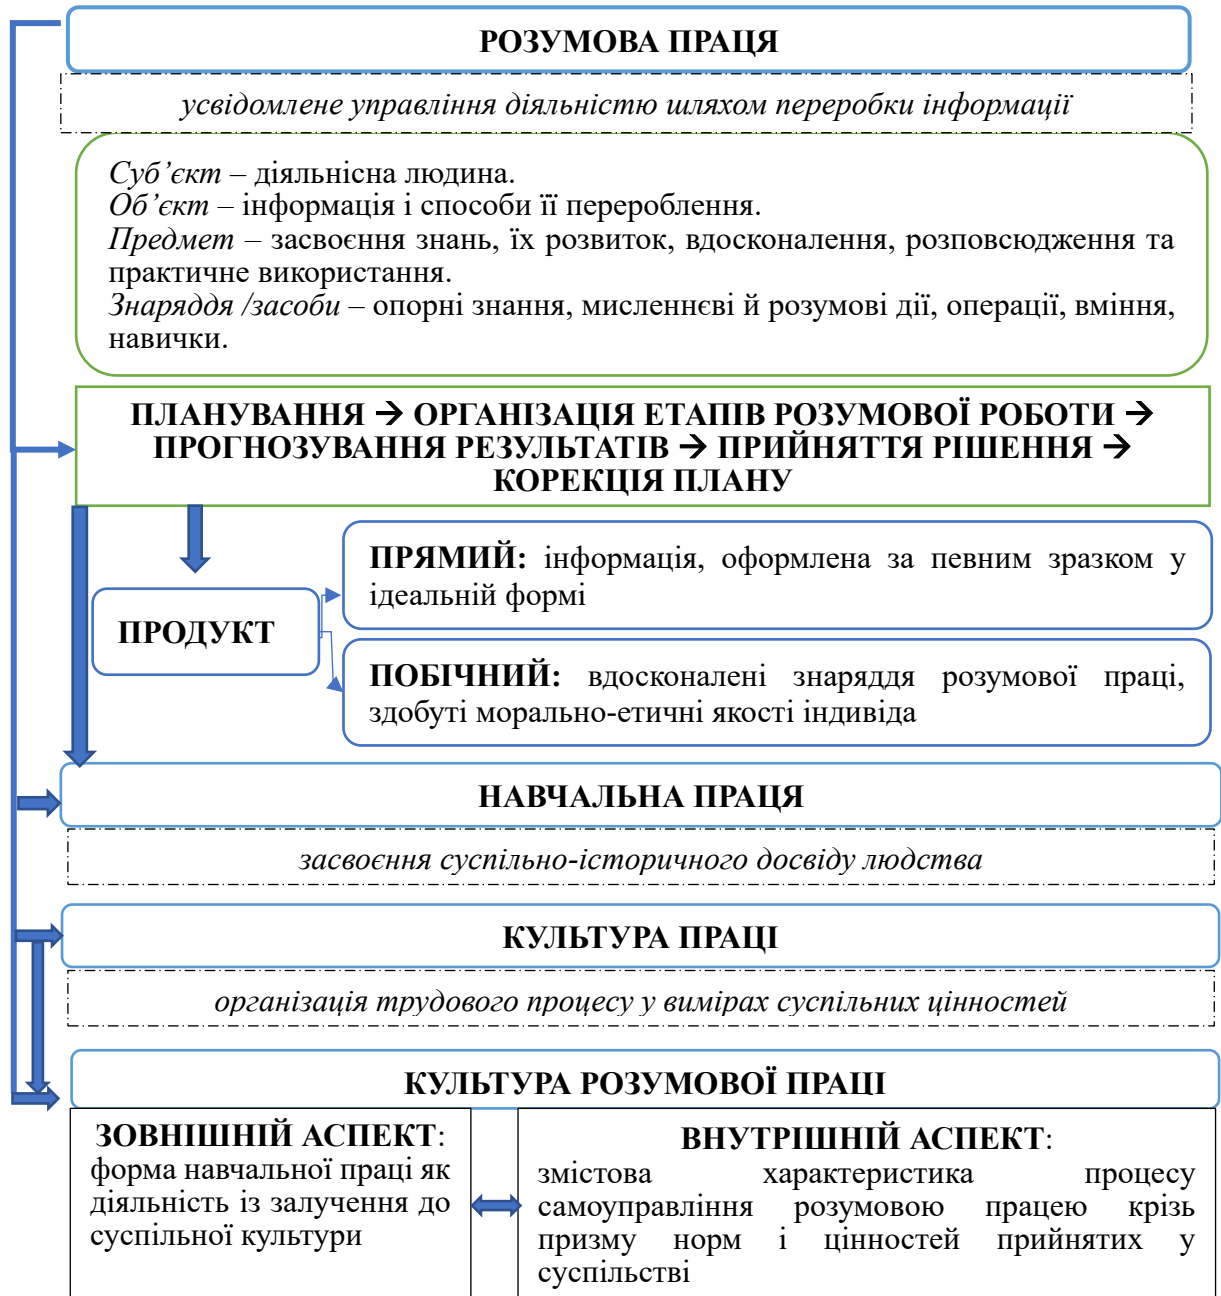 РОЗУМОВА ПРАЦЯ
усвідомлене управління діяльністю шляхом переробки інформації
Суб’єкт – діяльнісна людина.
Об’єкт – інформація і способи її перероблення.
Предмет – засвоєння знань, їх розвиток, вдосконалення, розповсюдження та
практичне використання.
Знаряддя /засоби – опорні знання, мисленнєві й розумові дії, операції, вміння,
навички.
ПЛАНУВАННЯ → ОРГАНІЗАЦІЯ ЕТАПІВ РОЗУМОВОЇ РОБОТИ →
ПРОГНОЗУВАННЯ РЕЗУЛЬТАТІВ → ПРИЙНЯТТЯ РІШЕННЯ →
КОРЕКЦІЯ ПЛАНУ
ПРОДУКТ
ПРЯМИЙ: інформація, оформлена за певним зразком у
ідеальній формі
ПОБІЧНИЙ: вдосконалені знаряддя розумової праці,
здобуті морально-етичні якості індивіда
НАВЧАЛЬНА ПРАЦЯ
засвоєння суспільно-історичного досвіду людства
КУЛЬТУРА ПРАЦІ
організація трудового процесу у вимірах суспільних цінностей
КУЛЬТУРА РОЗУМОВОЇ ПРАЦІ
ЗОВНІШНІЙ АСПЕКТ:
форма навчальної праці як
діяльність із залучення до
суспільної культури
ВНУТРІШНІЙ АСПЕКТ:
змістова характеристика процесу
самоуправління розумовою працею крізь
призму норм і цінностей прийнятих у
суспільстві